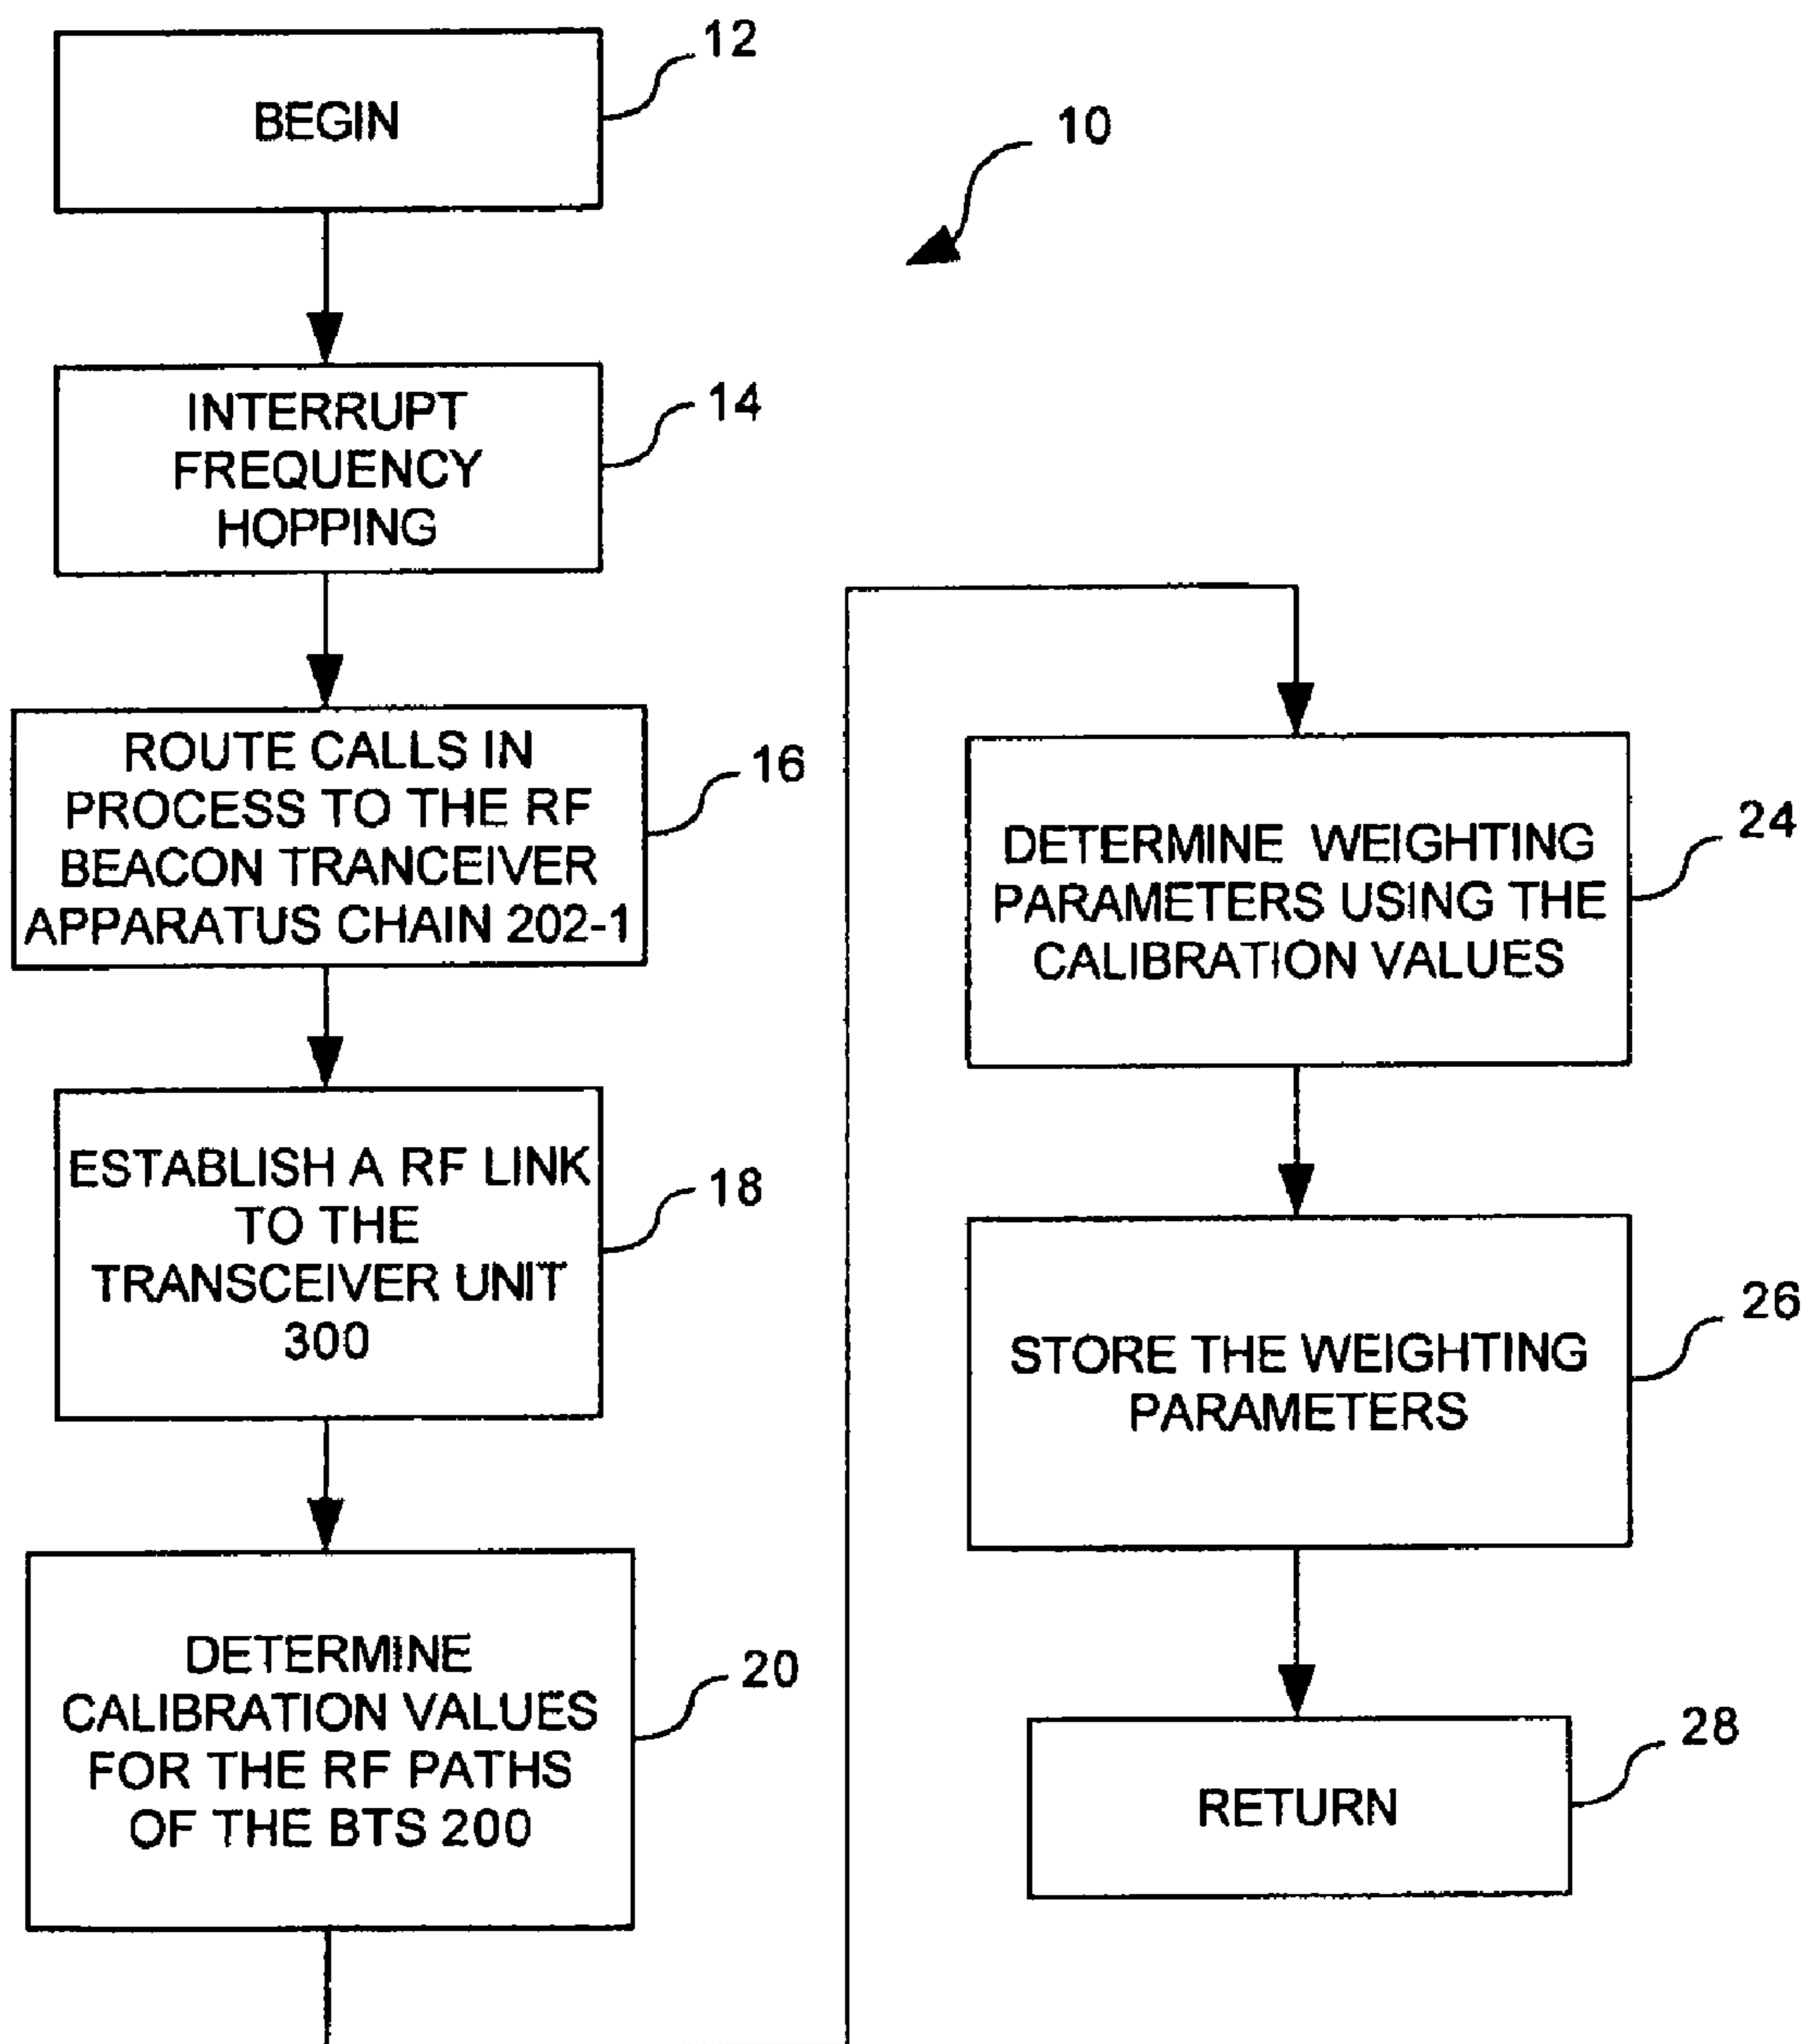 BEGIN
12
10
INTERRUPT
FREQUENCY
HOPPING
14
ROUTE CALLS IN
PROCESS TO THE RF
BEACON TRANCEIVER
APPARATUS CHAIN 202-1
16
ESTABLISH A RF LINK
TO THE
TRANSCEIVER UNIT
300
18
DETERMINE
CALIBRATION VALUES
FOR THE RF PATHS
OF THE BTS 200
20
DETERMINE WEIGHTING
PARAMETERS USING THE
CALIBRATION VALUES
24
STORE THE WEIGHTING
PARAMETERS
26
RETURN
28